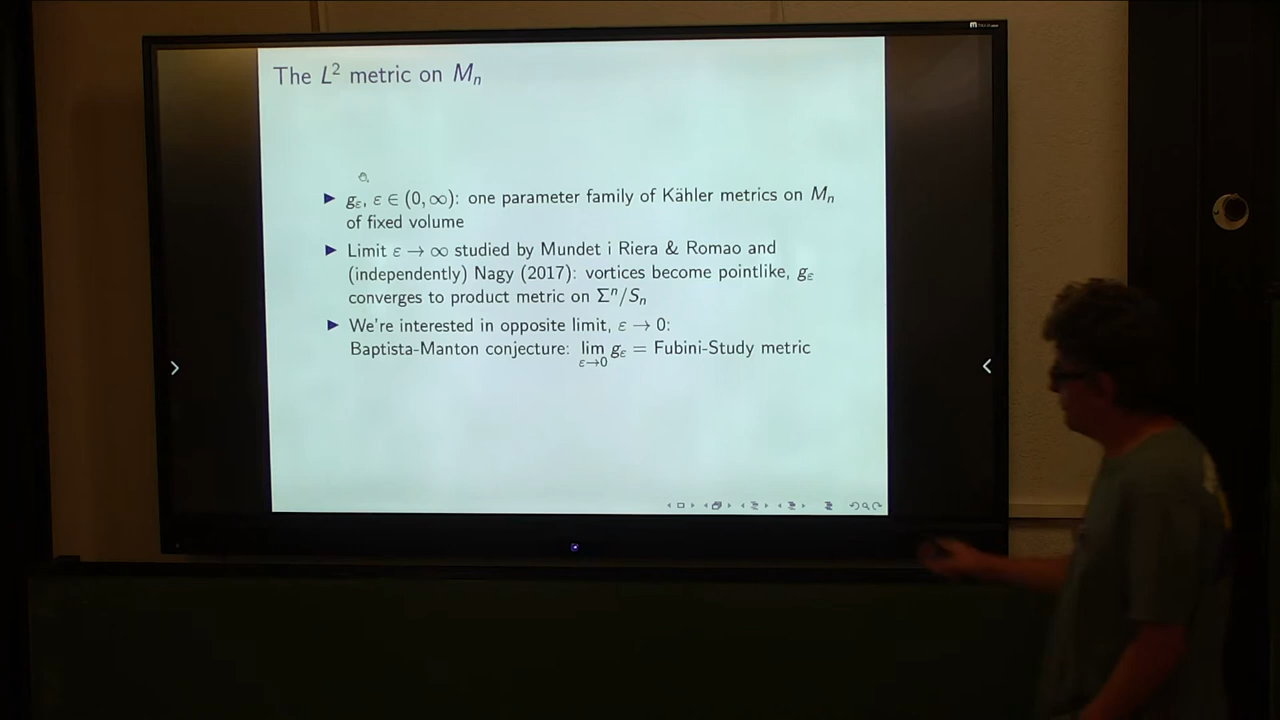 The L² metric on Mₙ
▶ g_ε, ε ∈ (0, ∞): one parameter family of Kähler metrics on Mₙ
of fixed volume
▶ Limit ε → ∞ studied by Mundet i Riera & Romao and
(independently) Nagy (2017): vortices become pointlike, g_ε
converges to product metric on Σⁿ/Sₙ
▶ We're interested in opposite limit, ε → 0:
Baptista-Manton conjecture: lim_{ε→0} g_ε = Fubini-Study metric